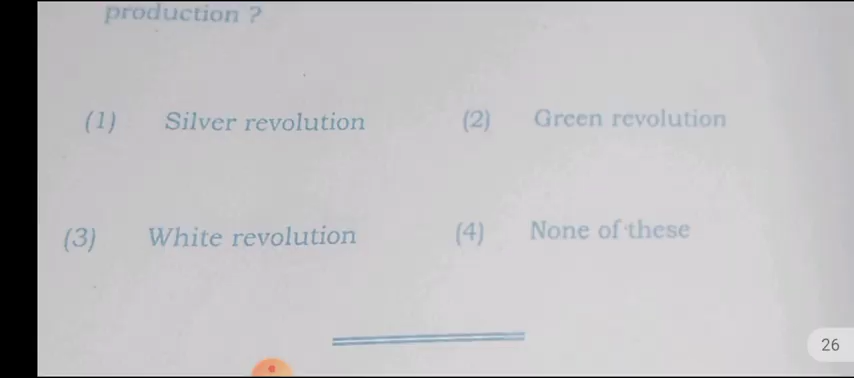 production ?
(1) Silver revolution (2) Green revolution
(3) White revolution (4) None of these
26